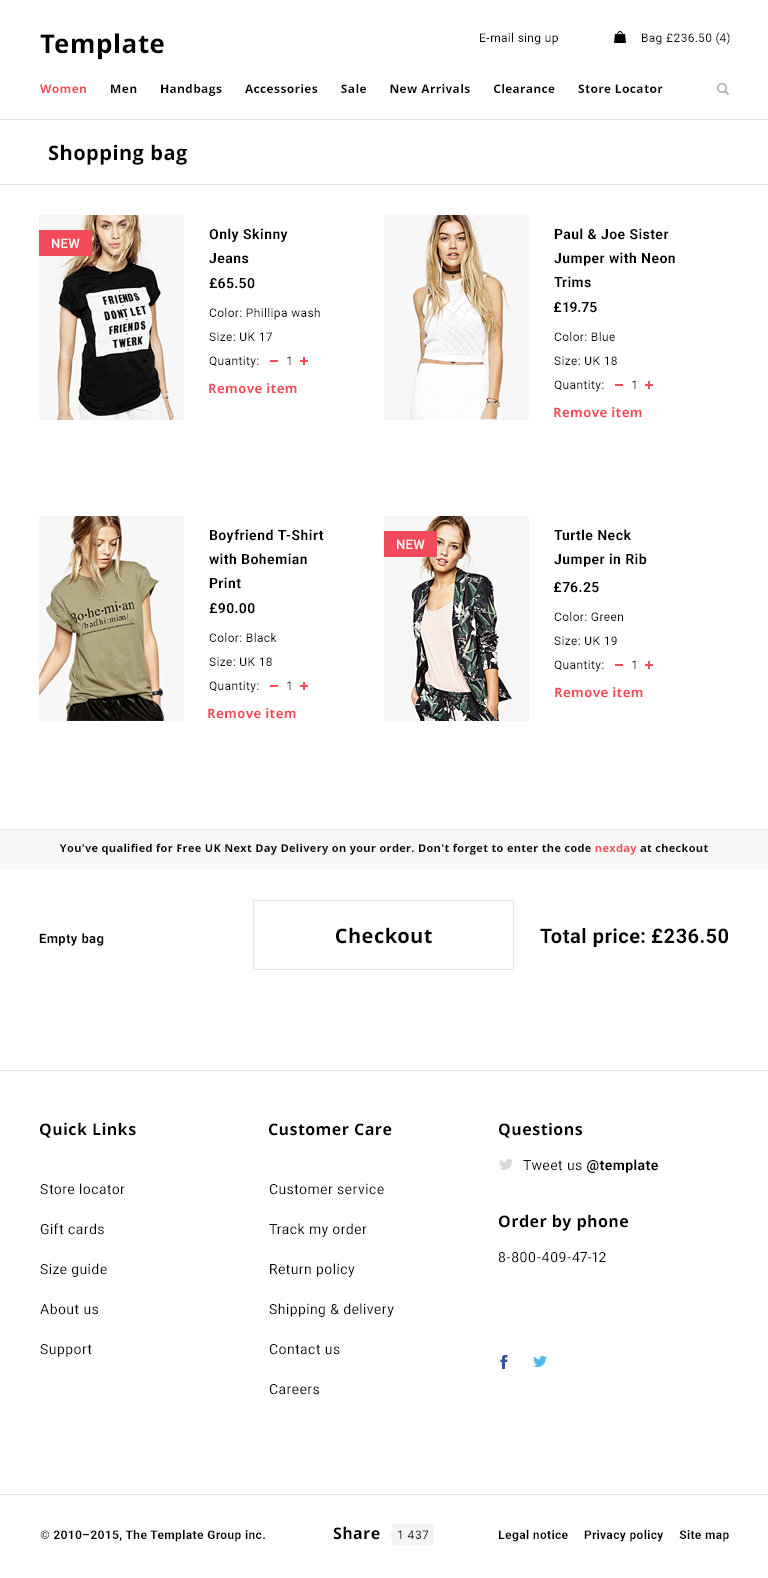 Template
E-mail sing up
Bag £236.50 (4)
Women Men Handbags Accessories Sale New Arrivals Clearance Store Locator
Shopping bag
NEW
FRIENDS
DONT LET
FRIENDS
TWERK
Only Skinny
Jeans
£65.50
Color: Phillipa wash
Size: UK 17
Quantity: − 1 +
Remove item
Paul & Joe Sister
Jumper with Neon
Trims
£19.75
Color: Blue
Size: UK 18
Quantity: − 1 +
Remove item
Bo·he·mi·an
Boyfriend T-Shirt
with Bohemian
Print
£90.00
Color: Black
Size: UK 18
Quantity: − 1 +
Remove item
NEW
Turtle Neck
Jumper in Rib
£76.25
Color: Green
Size: UK 19
Quantity: − 1 +
Remove item
You've qualified for Free UK Next Day Delivery on your order. Don't forget to enter the code nexday at checkout
Empty bag
Checkout
Total price: £236.50
Quick Links
Store locator
Gift cards
Size guide
About us
Support
Customer Care
Customer service
Track my order
Return policy
Shipping & delivery
Contact us
Careers
Questions
Tweet us @template
Order by phone
8-800-409-47-12
© 2010–2015, The Template Group inc.
Share 1 437
Legal notice Privacy policy Site map